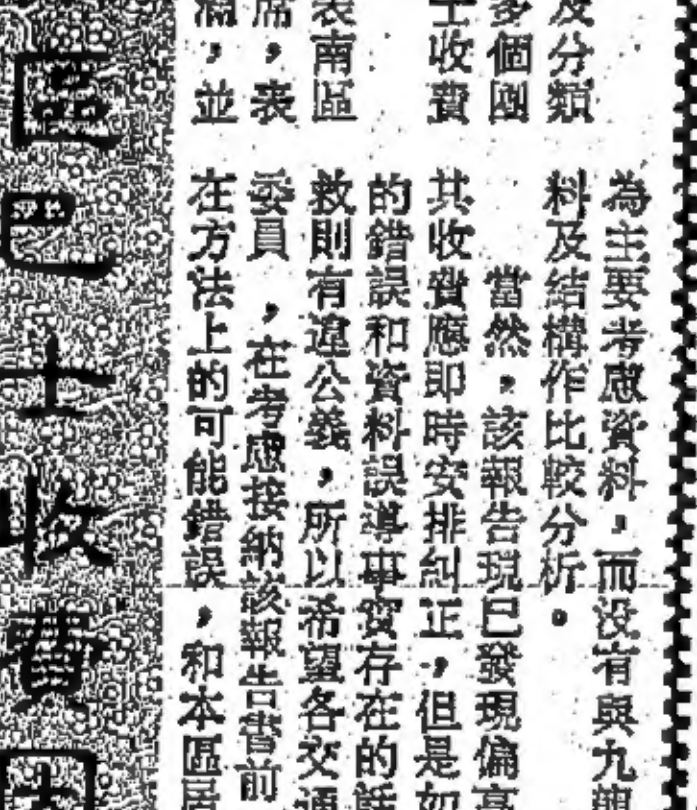 及分類
多個團
士收費
表南區
席，表
，並
為主要考慮資料，而没有與九
料及結構作比較分析。
當然，該報告現已發現偏高
其收費應即時安排糾正，但是如
的錯誤和資料誤導事實存在的話
救則有違公義，所以希望各交通
委員，在考慮接納該報告書前
在方法上的可能錯誤，和本區居
區巴士收費